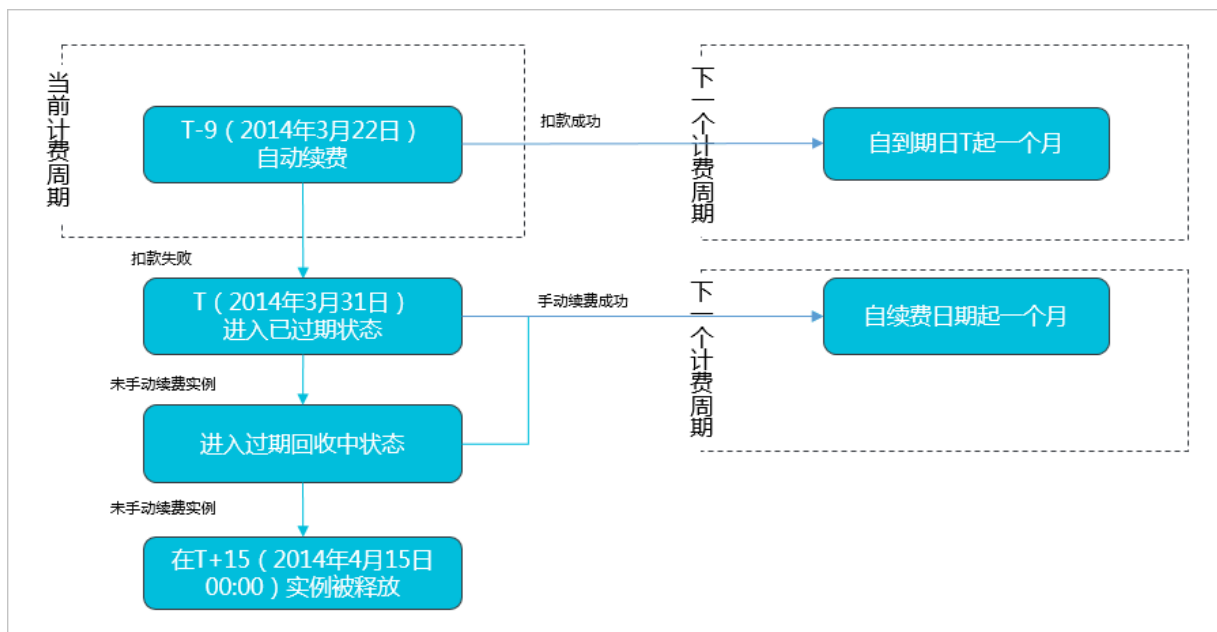 当前计费周期
T-9（2014年3月22日）
自动续费
扣款成功
下一个计费周期
自到期日T起一个月
扣款失败
T（2014年3月31日）
进入已过期状态
手动续费成功
下一个计费周期
自续费日期起一个月
未手动续费实例
进入过期回收中状态
未手动续费实例
在T+15（2014年4月15日
00:00）实例被释放